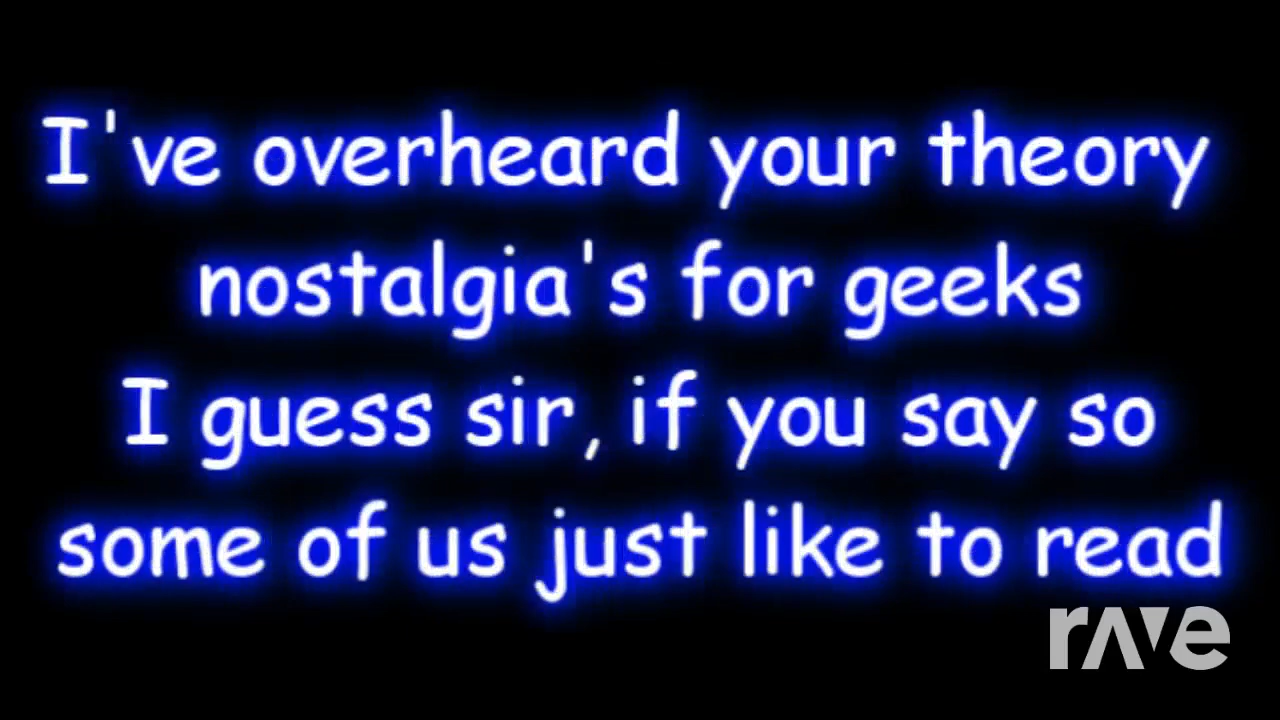 I've overheard your theory
nostalgia's for geeks
I guess sir, if you say so
some of us just like to read
rave